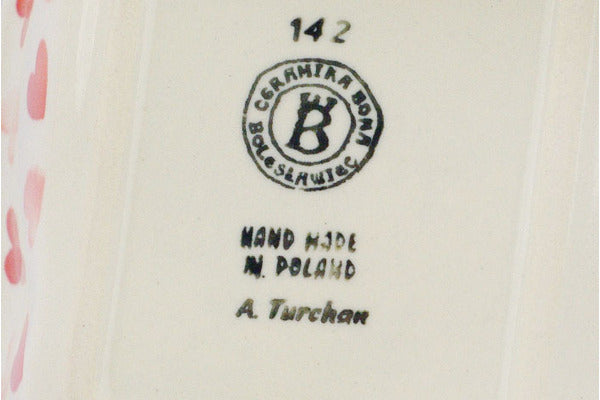 142
CERAMIKA BONA
B
BOLESŁAWIEC
HAND MADE
IN POLAND
A. Turchan